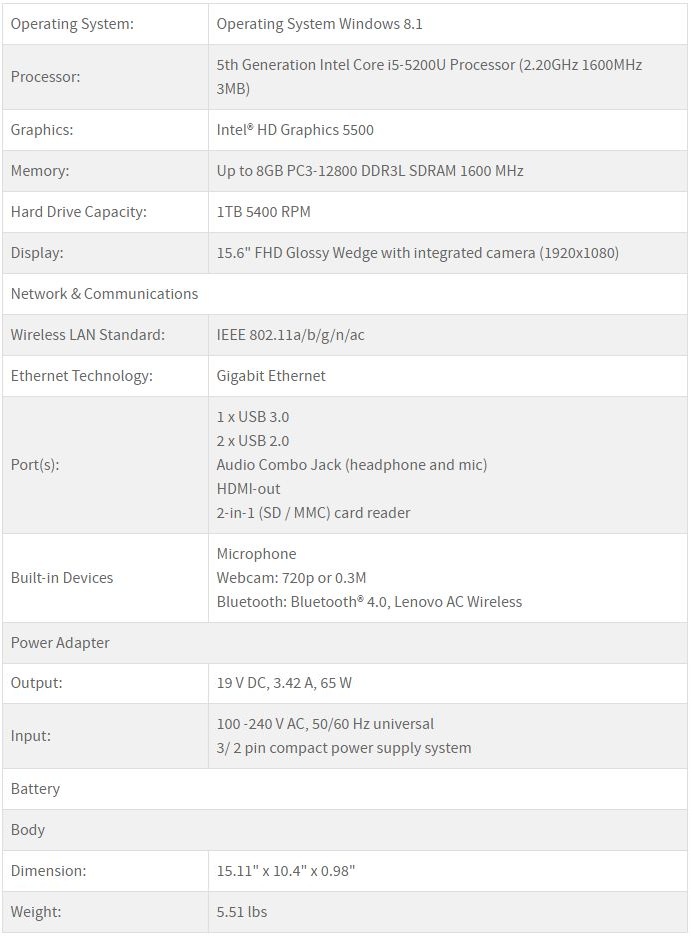 Operating System: Operating System Windows 8.1
Processor: 5th Generation Intel Core i5-5200U Processor (2.20GHz 1600MHz
3MB)
Graphics: Intel® HD Graphics 5500
Memory: Up to 8GB PC3-12800 DDR3L SDRAM 1600 MHz
Hard Drive Capacity: 1TB 5400 RPM
Display: 15.6" FHD Glossy Wedge with integrated camera (1920x1080)
Network & Communications
Wireless LAN Standard: IEEE 802.11a/b/g/n/ac
Ethernet Technology: Gigabit Ethernet
Port(s):
1 x USB 3.0
2 x USB 2.0
Audio Combo Jack (headphone and mic)
HDMI-out
2-in-1 (SD / MMC) card reader
Built-in Devices
Microphone
Webcam: 720p or 0.3M
Bluetooth: Bluetooth® 4.0, Lenovo AC Wireless
Power Adapter
Output: 19 V DC, 3.42 A, 65 W
Input:
100 -240 V AC, 50/60 Hz universal
3/ 2 pin compact power supply system
Battery
Body
Dimension: 15.11" x 10.4" x 0.98"
Weight: 5.51 lbs